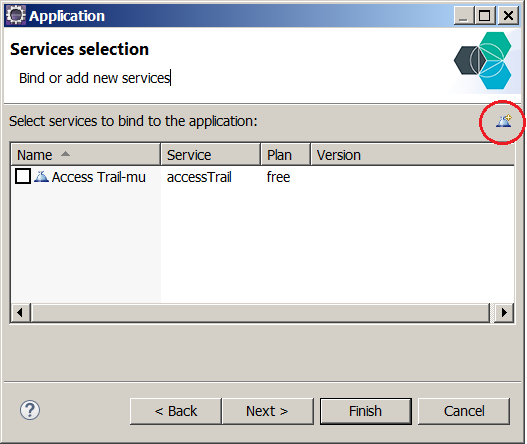 Application
Services selection
Bind or add new services
Select services to bind to the application:
Name Service Plan Version
Access Trail-mu accessTrail free
?
< Back Next > Finish Cancel